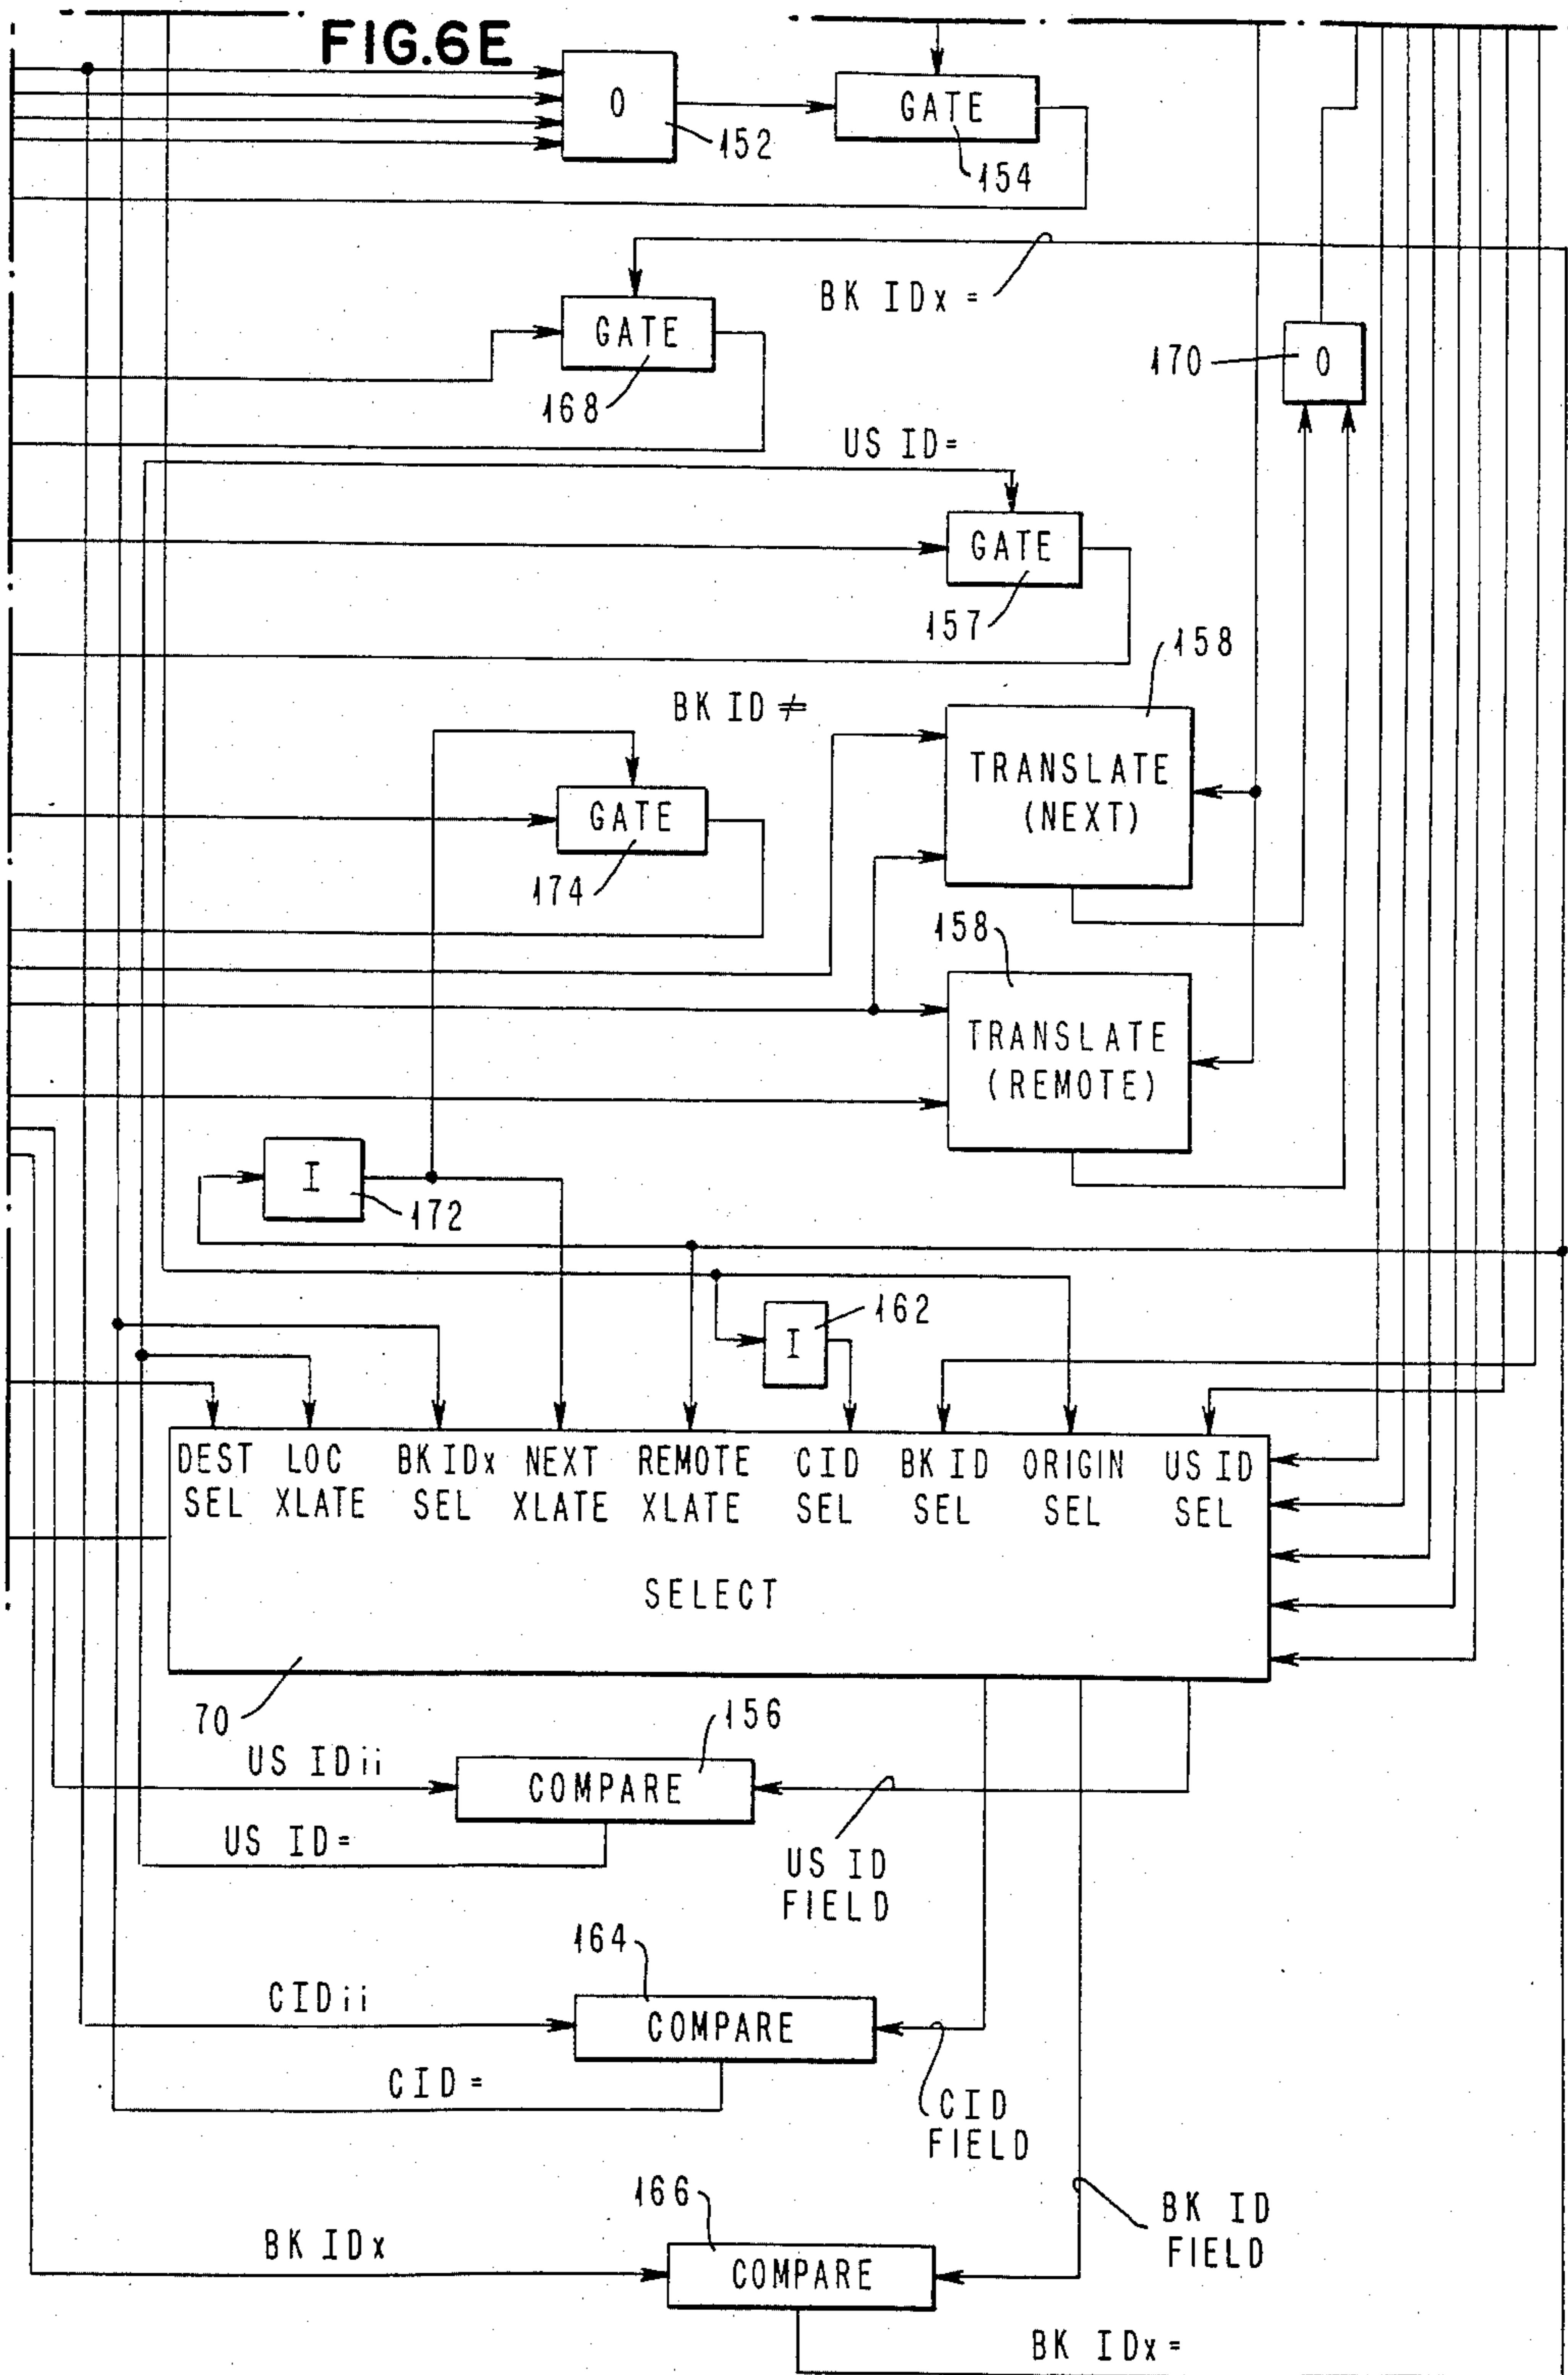 FIG.6E
O
152
GATE
154
BK IDx =
GATE
168
170
O
US ID=
GATE
157
158
BK ID ≠
TRANSLATE
(NEXT)
GATE
174
158
TRANSLATE
(REMOTE)
I
172
162
I
DEST SEL
LOC XLATE
BK IDx SEL
NEXT XLATE
REMOTE XLATE
CID SEL
BK ID SEL
ORIGIN SEL
US ID SEL
SELECT
70
156
US IDii
COMPARE
US ID=
US ID
FIELD
164
CIDii
COMPARE
CID=
CID
FIELD
166
BK ID
FIELD
BK IDx
COMPARE
BK IDx=